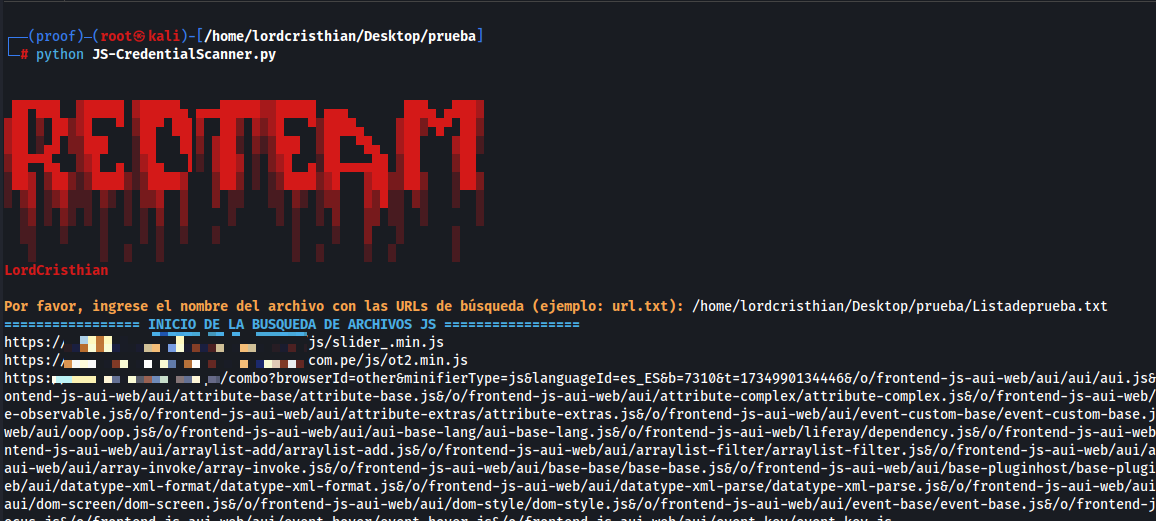 ┌──(proof)─(root㉿kali)-[/home/lordcristhian/Desktop/prueba]
└─# python JS-CredentialScanner.py
REDTEAM
LordCristhian
Por favor, ingrese el nombre del archivo con las URLs de búsqueda (ejemplo: url.txt): /home/lordcristhian/Desktop/prueba/Listadeprueba.txt
================= INICIO DE LA BUSQUEDA DE ARCHIVOS JS =================
https:// js/slider_.min.js
https:// com.pe/js/ot2.min.js
https: /combo?browserId=other&minifierType=js&languageId=es_ES&b=7310&t=1734990134446&/o/frontend-js-aui-web/aui/aui/aui.js&
ontend-js-aui-web/aui/attribute-base/attribute-base.js&/o/frontend-js-aui-web/aui/attribute-complex/attribute-complex.js&/o/frontend-js-aui-web/
e-observable.js&/o/frontend-js-aui-web/aui/attribute-extras/attribute-extras.js&/o/frontend-js-aui-web/aui/event-custom-base/event-custom-base.j
web/aui/oop/oop.js&/o/frontend-js-aui-web/aui/aui-base-lang/aui-base-lang.js&/o/frontend-js-aui-web/liferay/dependency.js&/o/frontend-js-aui-web
ntend-js-aui-web/aui/arraylist-add/arraylist-add.js&/o/frontend-js-aui-web/aui/arraylist-filter/arraylist-filter.js&/o/frontend-js-aui-web/aui/a
aui-web/aui/array-invoke/array-invoke.js&/o/frontend-js-aui-web/aui/base-base/base-base.js&/o/frontend-js-aui-web/aui/base-pluginhost/base-plugi
eb/aui/datatype-xml-format/datatype-xml-format.js&/o/frontend-js-aui-web/aui/datatype-xml-parse/datatype-xml-parse.js&/o/frontend-js-aui-web/aui
aui/dom-screen/dom-screen.js&/o/frontend-js-aui-web/aui/dom-style/dom-style.js&/o/frontend-js-aui-web/aui/event-base/event-base.js&/o/frontend-j